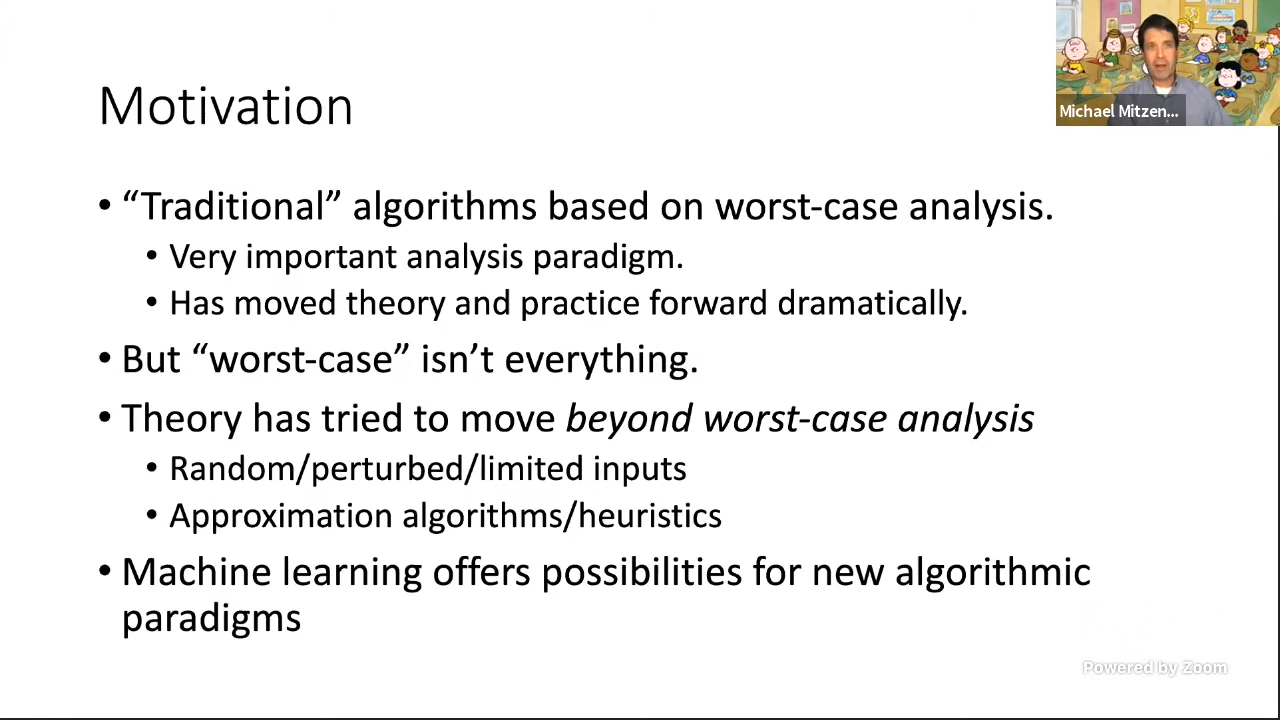 Motivation
Michael Mitzen...
• “Traditional” algorithms based on worst-case analysis.
• Very important analysis paradigm.
• Has moved theory and practice forward dramatically.
• But “worst-case” isn’t everything.
• Theory has tried to move beyond worst-case analysis
• Random/perturbed/limited inputs
• Approximation algorithms/heuristics
• Machine learning offers possibilities for new algorithmic
paradigms
Powered by Zoom